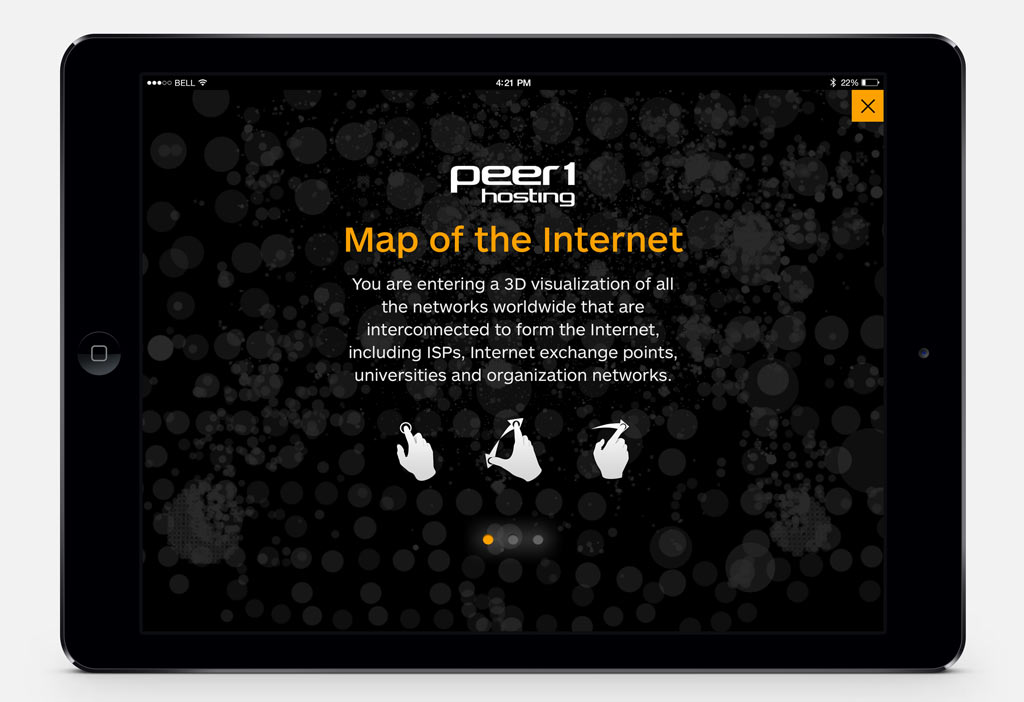 BELL 4:21 PM 22%
peer1
hosting
Map of the Internet
You are entering a 3D visualization of all
the networks worldwide that are
interconnected to form the Internet,
including ISPs, Internet exchange points,
universities and organization networks.